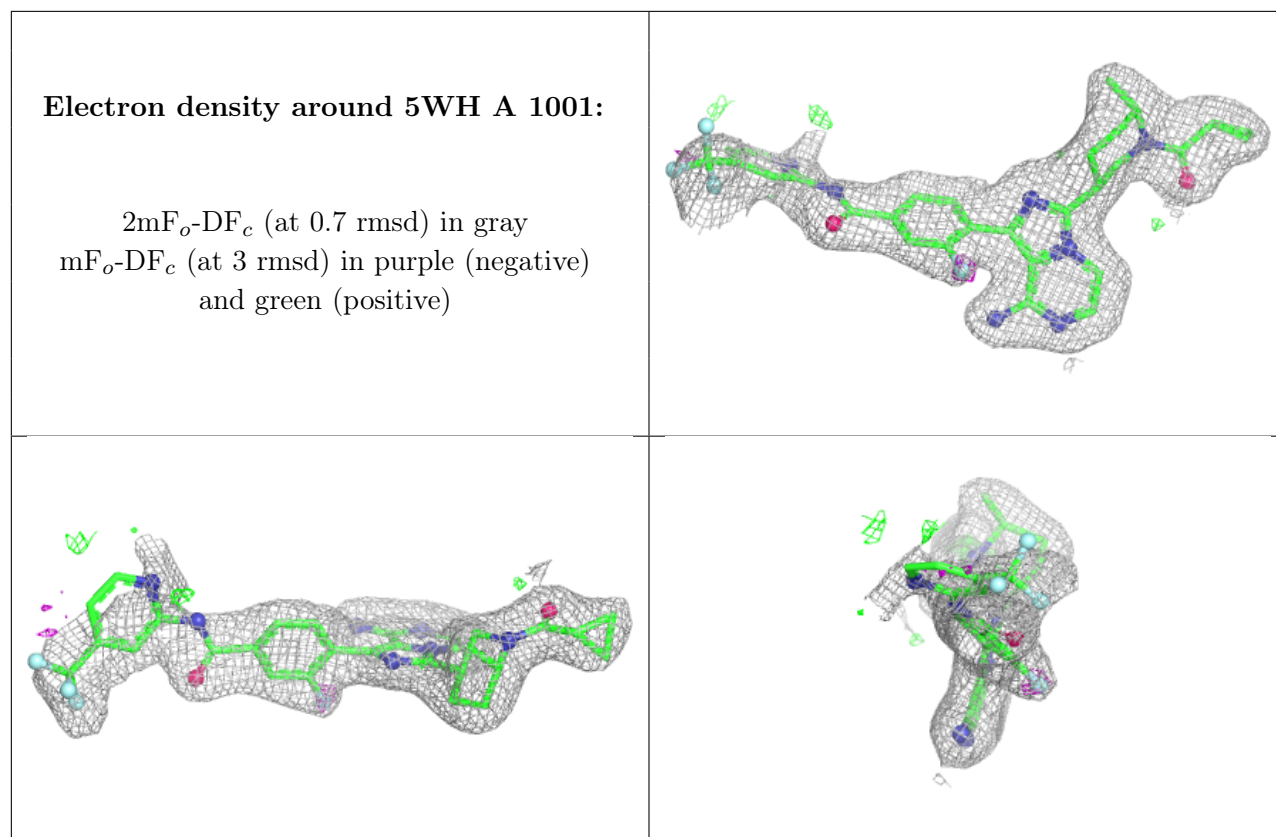 Electron density around 5WH A 1001:
2mFo-DFc (at 0.7 rmsd) in gray
mFo-DFc (at 3 rmsd) in purple (negative)
and green (positive)